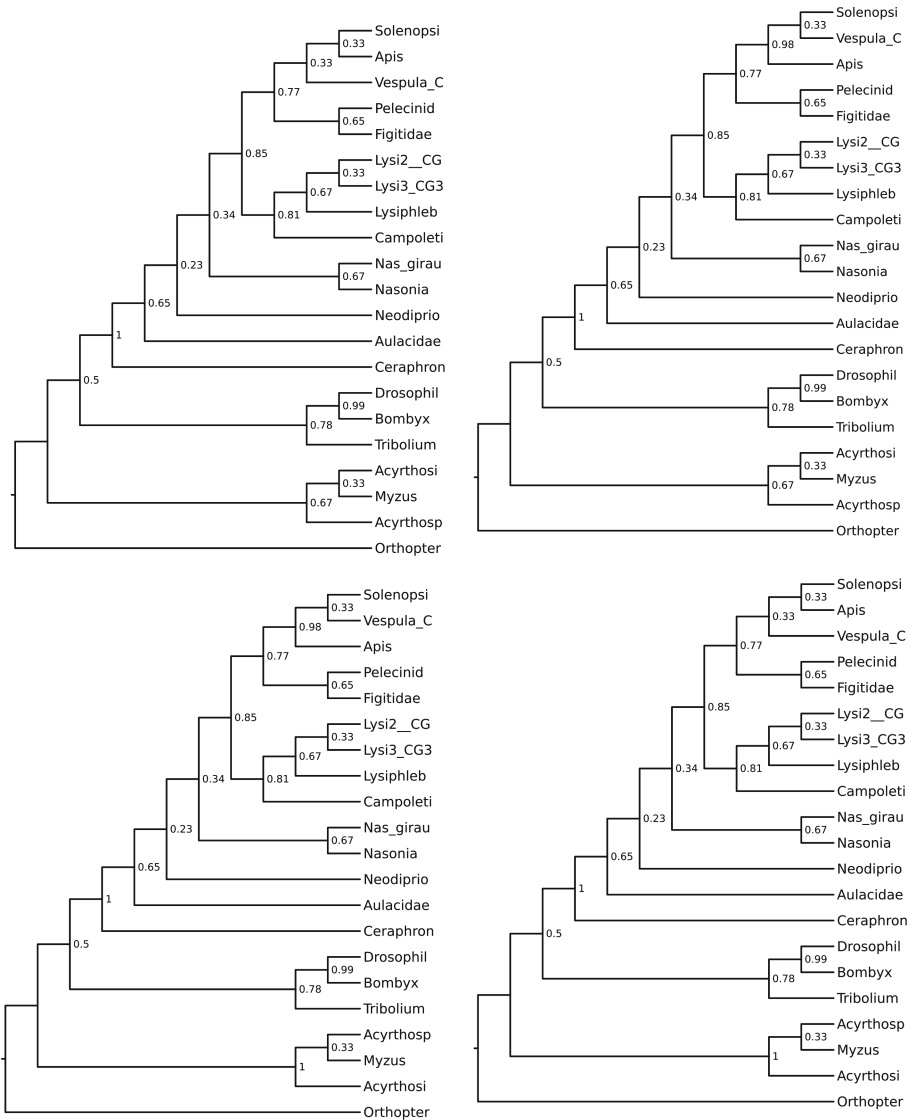 Solenopsi
0.33
Apis
0.33
Vespula_C
0.77
Pelecinid
0.65
Figitidae
0.85
Lysi2__CG
0.33
Lysi3_CG3
0.67
Lysiphleb
0.34
0.81
Campoleti
0.23
Nas_girau
0.67
Nasonia
0.65
Neodiprio
1
Aulacidae
Ceraphron
0.5
Drosophil
0.99
Bombyx
0.78
Tribolium
Acyrthosi
0.33
Myzus
0.67
Acyrthosp
Orthopter
Solenopsi
0.33
Vespula_C
0.98
Apis
0.77
Pelecinid
0.65
Figitidae
0.85
Lysi2__CG
0.33
Lysi3_CG3
0.67
Lysiphleb
0.34
0.81
Campoleti
0.23
Nas_girau
0.67
Nasonia
0.65
Neodiprio
1
Aulacidae
Ceraphron
0.5
Drosophil
0.99
Bombyx
0.78
Tribolium
Acyrthosi
0.33
Myzus
0.67
Acyrthosp
Orthopter
Solenopsi
0.33
Vespula_C
0.98
Apis
0.77
Pelecinid
0.65
Figitidae
0.85
Lysi2__CG
0.33
Lysi3_CG3
0.67
Lysiphleb
0.34
0.81
Campoleti
0.23
Nas_girau
0.67
Nasonia
0.65
Neodiprio
1
Aulacidae
Ceraphron
0.5
Drosophil
0.99
Bombyx
0.78
Tribolium
Acyrthosp
0.33
Myzus
1
Acyrthosi
Orthopter
Solenopsi
0.33
Apis
0.33
Vespula_C
0.77
Pelecinid
0.65
Figitidae
0.85
Lysi2__CG
0.33
Lysi3_CG3
0.67
Lysiphleb
0.34
0.81
Campoleti
0.23
Nas_girau
0.67
Nasonia
0.65
Neodiprio
1
Aulacidae
Ceraphron
0.5
Drosophil
0.99
Bombyx
0.78
Tribolium
Acyrthosp
0.33
Myzus
1
Acyrthosi
Orthopter